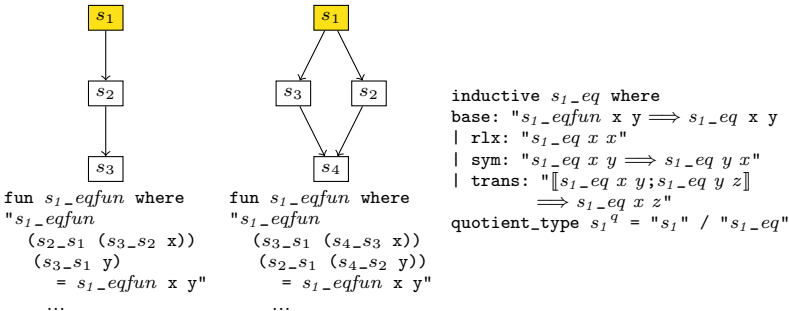 s₁
s₂
s₃
fun s₁_eqfun where
"s₁_eqfun
(s₂_s₁ (s₃_s₂ x))
(s₃_s₁ y)
= s₁_eqfun x y"
...
s₁
s₃ s₂
s₄
fun s₁_eqfun where
"s₁_eqfun
(s₃_s₁ (s₄_s₃ x))
(s₂_s₁ (s₄_s₂ y))
= s₁_eqfun x y"
...
inductive s₁_eq where
base: "s₁_eqfun x y ⟹ s₁_eq x y
| rlx: "s₁_eq x x"
| sym: "s₁_eq x y ⟹ s₁_eq y x"
| trans: "⟦s₁_eq x y;s₁_eq y z⟧
⟹ s₁_eq x z"
quotient_type s₁^q = "s₁" / "s₁_eq"